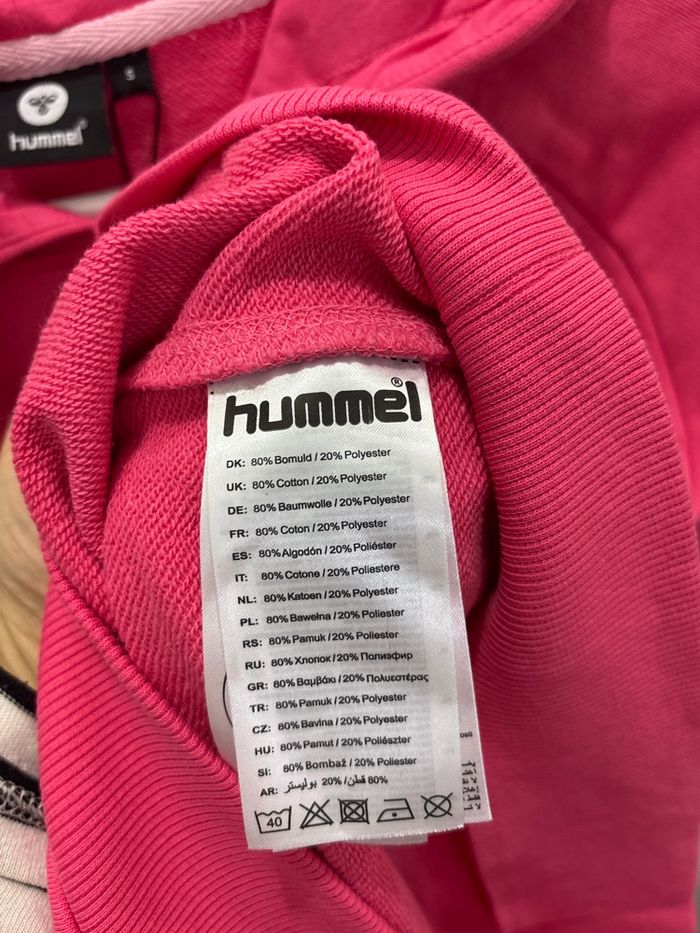 S
hummel
hummel®
DK: 80% Bomuld / 20% Polyester
UK: 80% Cotton / 20% Polyester
DE: 80% Baumwolle / 20% Polyester
FR: 80% Coton / 20% Polyester
ES: 80% Algodón / 20% Poliéster
IT: 80% Cotone / 20% Poliestere
NL: 80% Katoen / 20% Polyester
PL: 80% Bawełna / 20% Poliester
RS: 80% Pamuk / 20% Poliester
RU: 80% Хлопок / 20% Полиэфир
GR: 80% Βαμβάκι / 20% Πολυεστέρας
TR: 80% Pamuk / 20% Polyester
CZ: 80% Bavlna / 20% Polyester
HU: 80% Pamut / 20% Poliészter
SI: 80% Bombaž / 20% Poliester
AR: 80% قطن/ 20% بوليستر
40